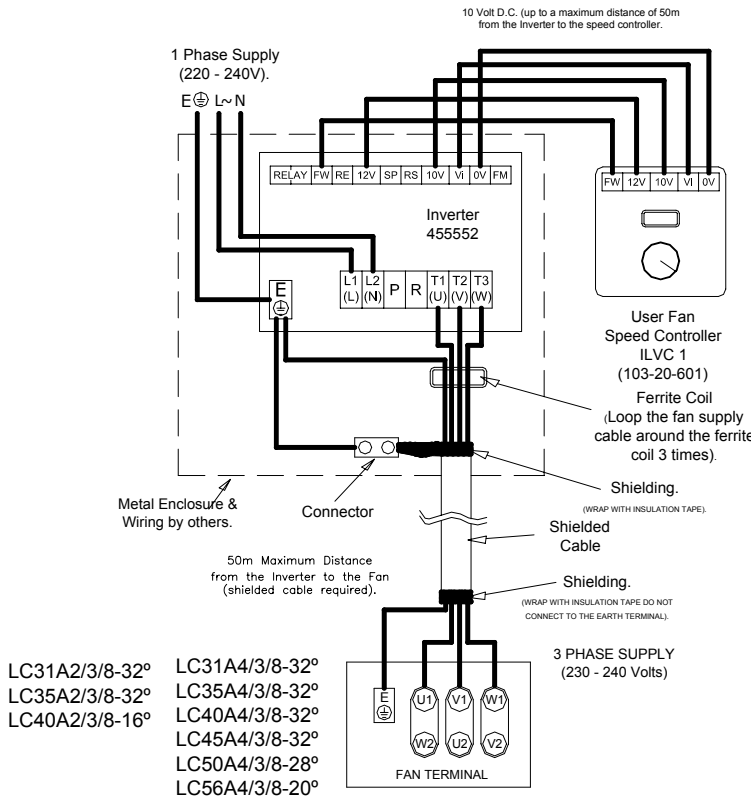 10 Volt D.C. (up to a maximum distance of 50m
from the Inverter to the speed controller.
1 Phase Supply
(220 - 240V).
E L~ N
RELAY FW RE 12V SP RS 10V Vi 0V FM
FW 12V 10V VI 0V
Inverter
455552
L1 L2 P R T1 T2 T3
(L) (N) (U) (V) (W)
E
User Fan
Speed Controller
ILVC 1
(103-20-601)
Ferrite Coil
(Loop the fan supply
cable around the ferrite
coil 3 times).
Shielding.
(WRAP WITH INSULATION TAPE).
Metal Enclosure &
Wiring by others.
Connector
Shielded
Cable
50m Maximum Distance
from the Inverter to the Fan
(shielded cable required).
Shielding.
(WRAP WITH INSULATION TAPE DO NOT
CONNECT TO THE EARTH TERMINAL).
3 PHASE SUPPLY
(230 - 240 Volts)
LC31A2/3/8-32º
LC35A2/3/8-32º
LC40A2/3/8-16º
LC31A4/3/8-32º
LC35A4/3/8-32º
LC40A4/3/8-32º
LC45A4/3/8-32º
LC50A4/3/8-28º
LC56A4/3/8-20º
E
U1 V1 W1
W2 U2 V2
FAN TERMINAL